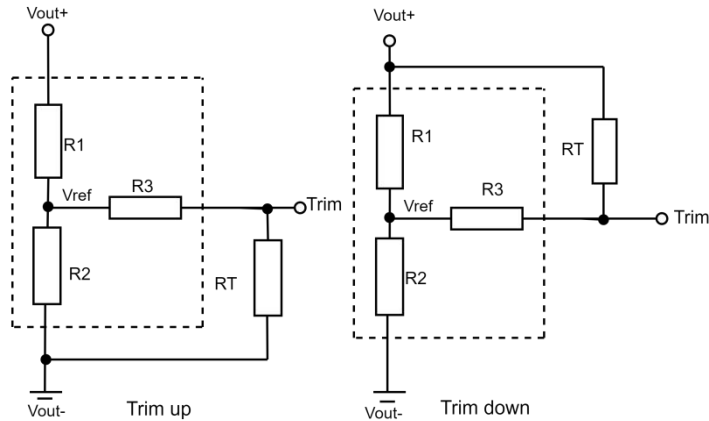 Vout+
R1
Vref
R3
Trim
R2
RT
Vout-
Trim up
Vout+
R1
RT
Vref
R3
Trim
R2
Vout-
Trim down